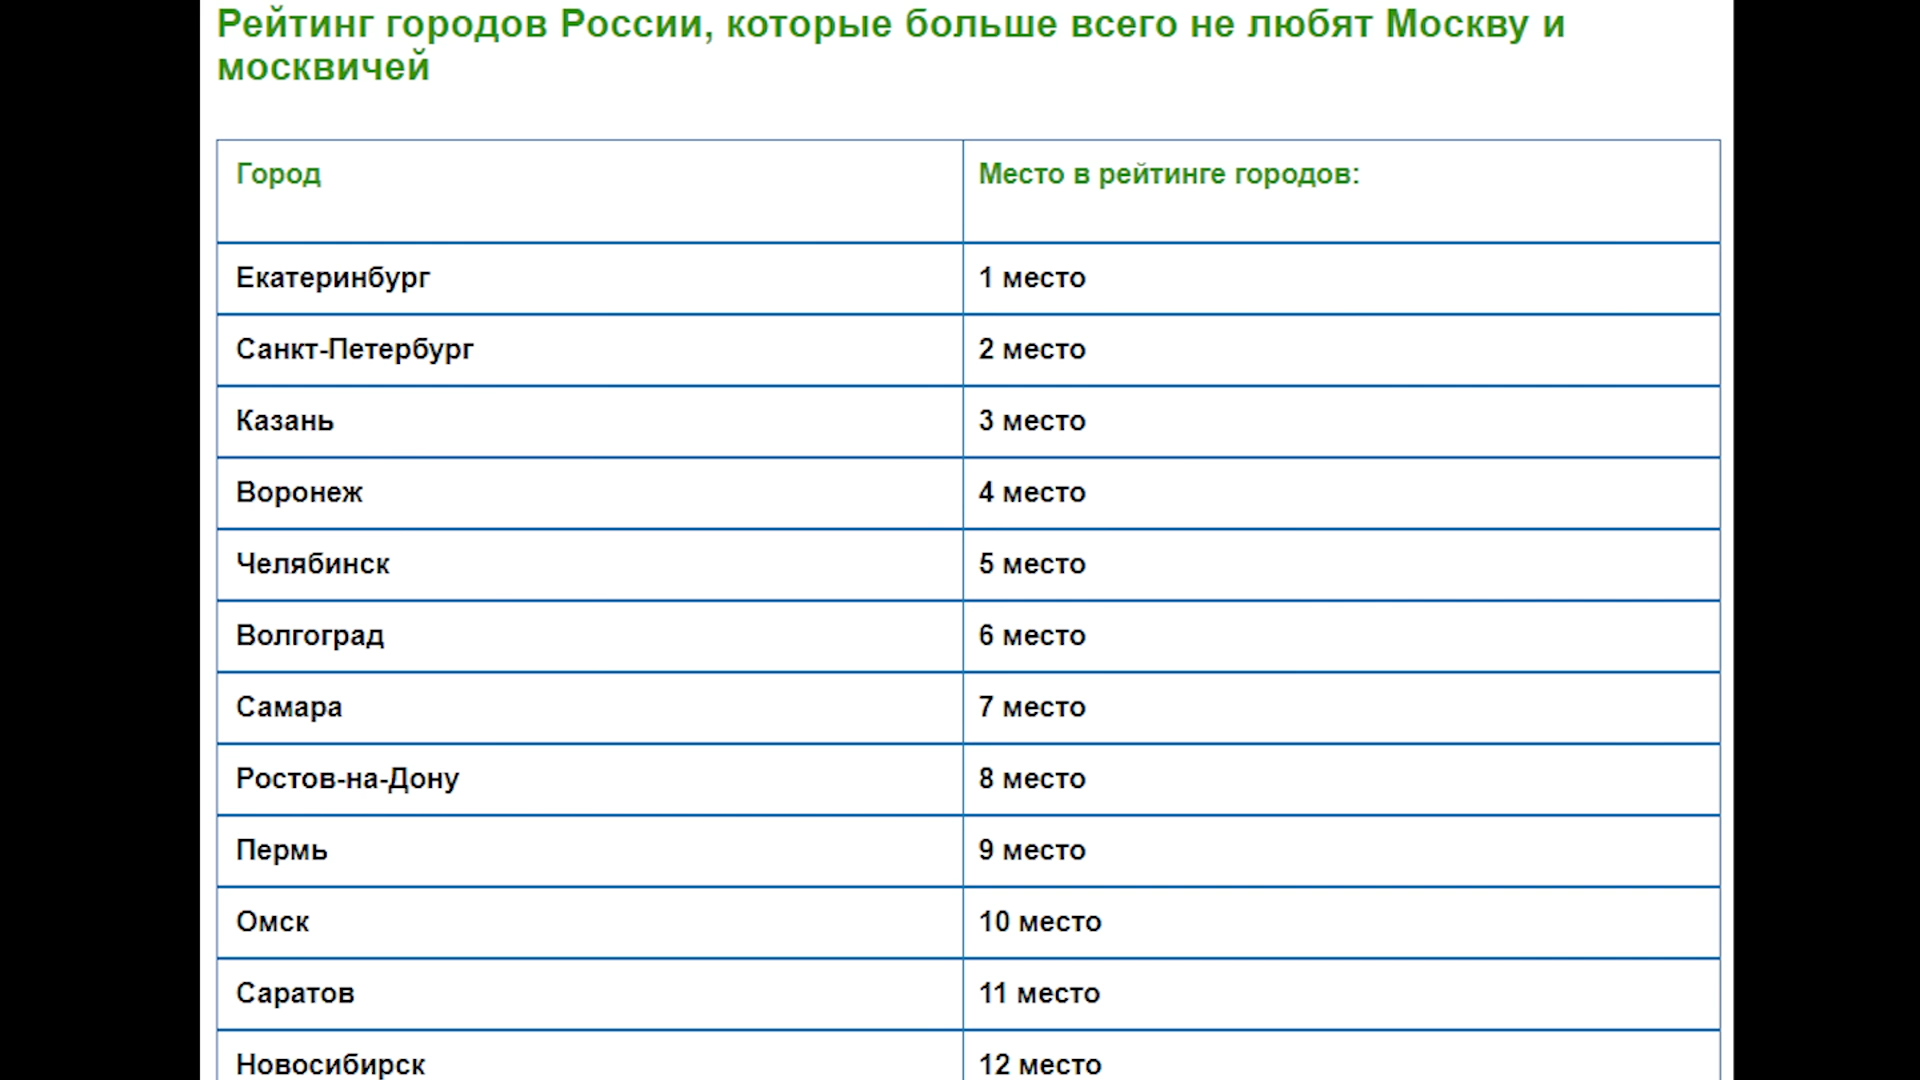 Рейтинг городов России, которые больше всего не любят Москву и
москвичей
Город Место в рейтинге городов:
Екатеринбург 1 место
Санкт-Петербург 2 место
Казань 3 место
Воронеж 4 место
Челябинск 5 место
Волгоград 6 место
Самара 7 место
Ростов-на-Дону 8 место
Пермь 9 место
Омск 10 место
Саратов 11 место
Новосибирск 12 место